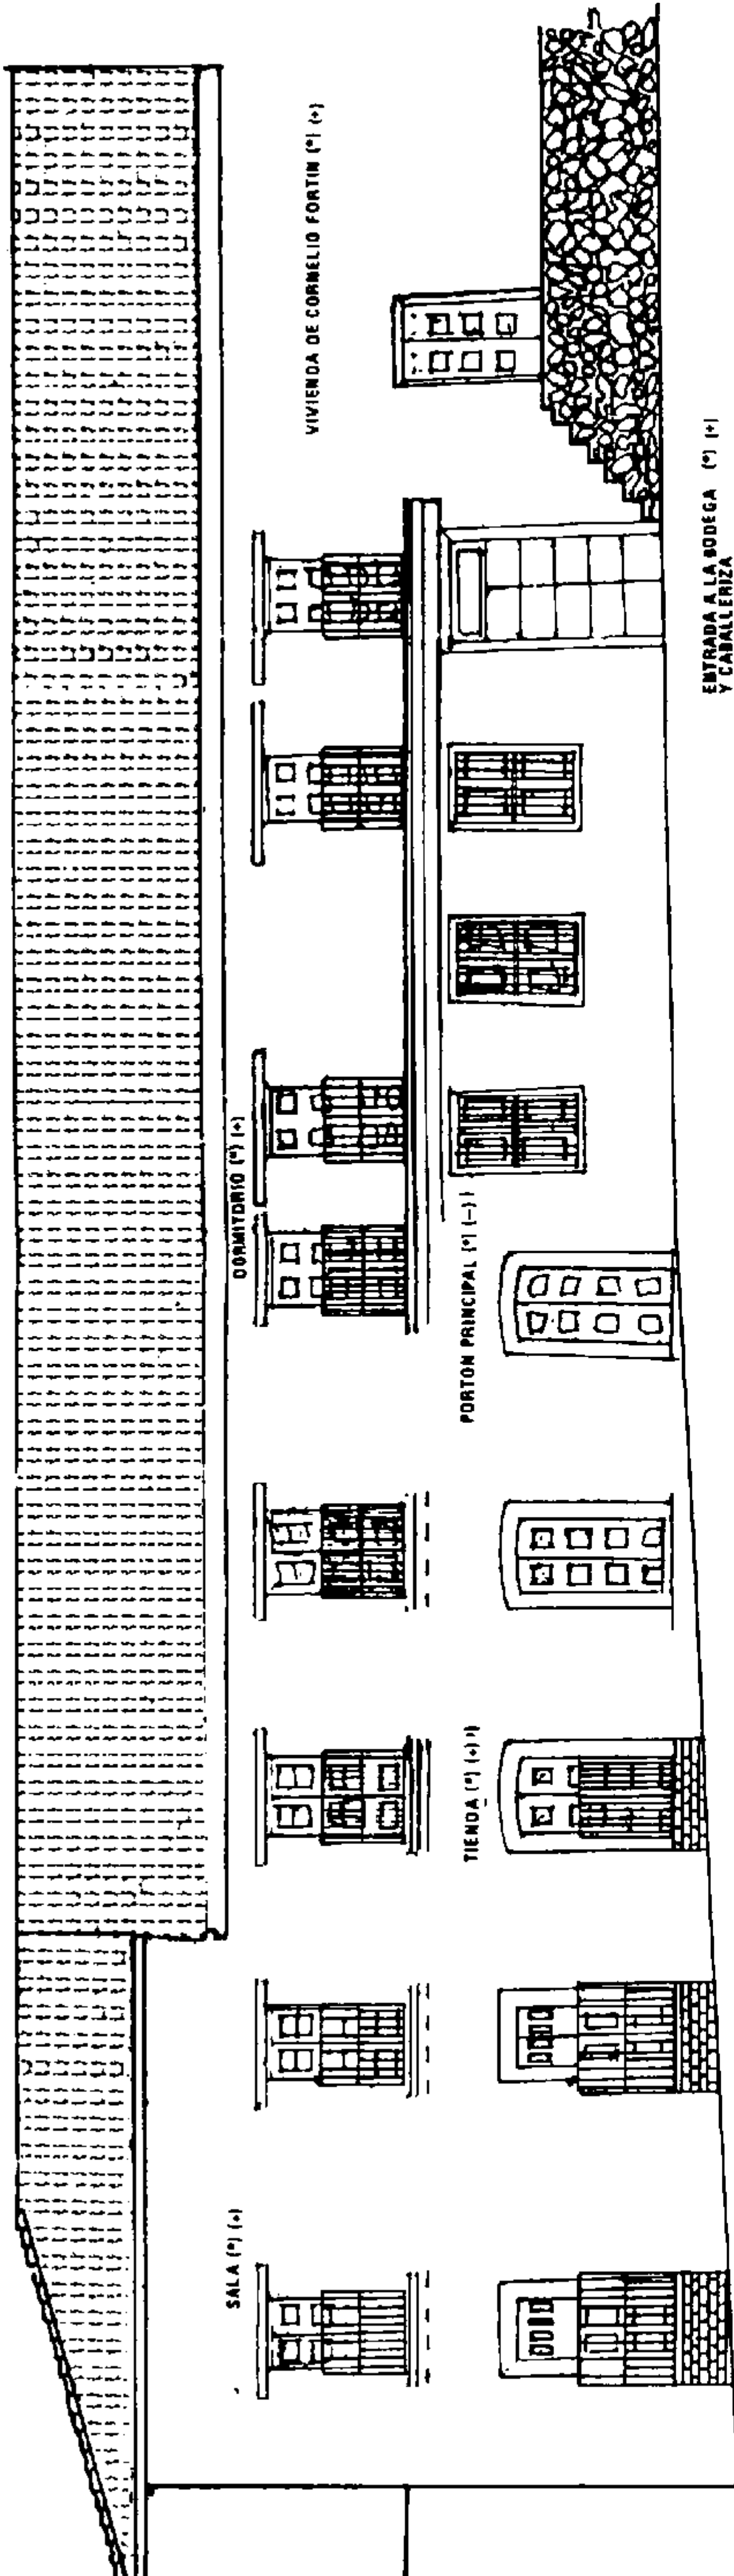 SALA (*) (+)
TIENDA (*) (+)
DORMITORIO (*) (+)
PORTON PRINCIPAL (*) (–)
VIVIENDA DE CORNELIO FORTIN (*) (+)
ENTRADA A LA BODEGA (*) (+)
Y CABALLERIZA